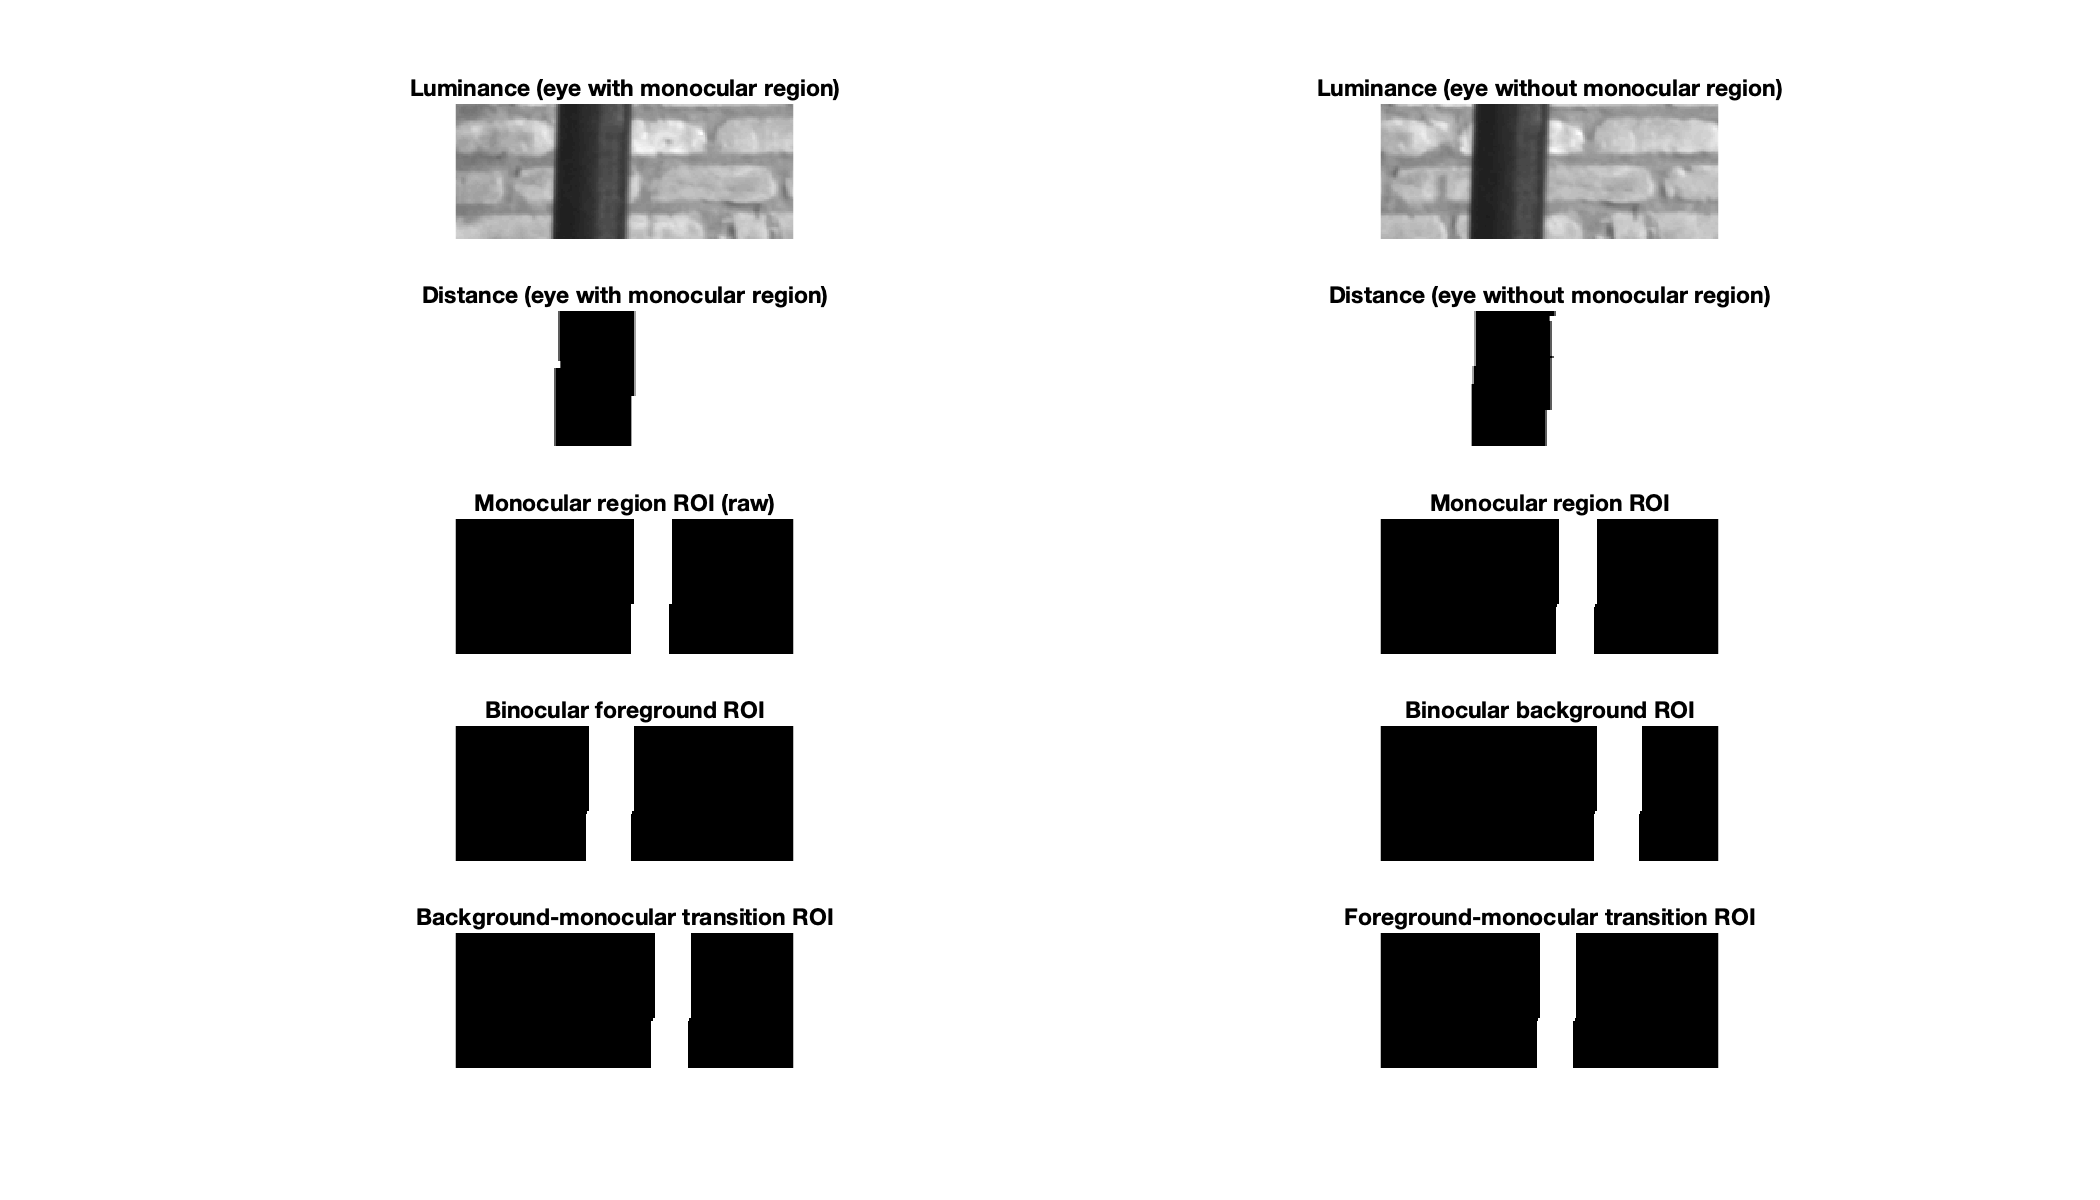 Luminance (eye with monocular region)
Luminance (eye without monocular region)
Distance (eye with monocular region)
Distance (eye without monocular region)
Monocular region ROI (raw)
Monocular region ROI
Binocular foreground ROI
Binocular background ROI
Background-monocular transition ROI
Foreground-monocular transition ROI